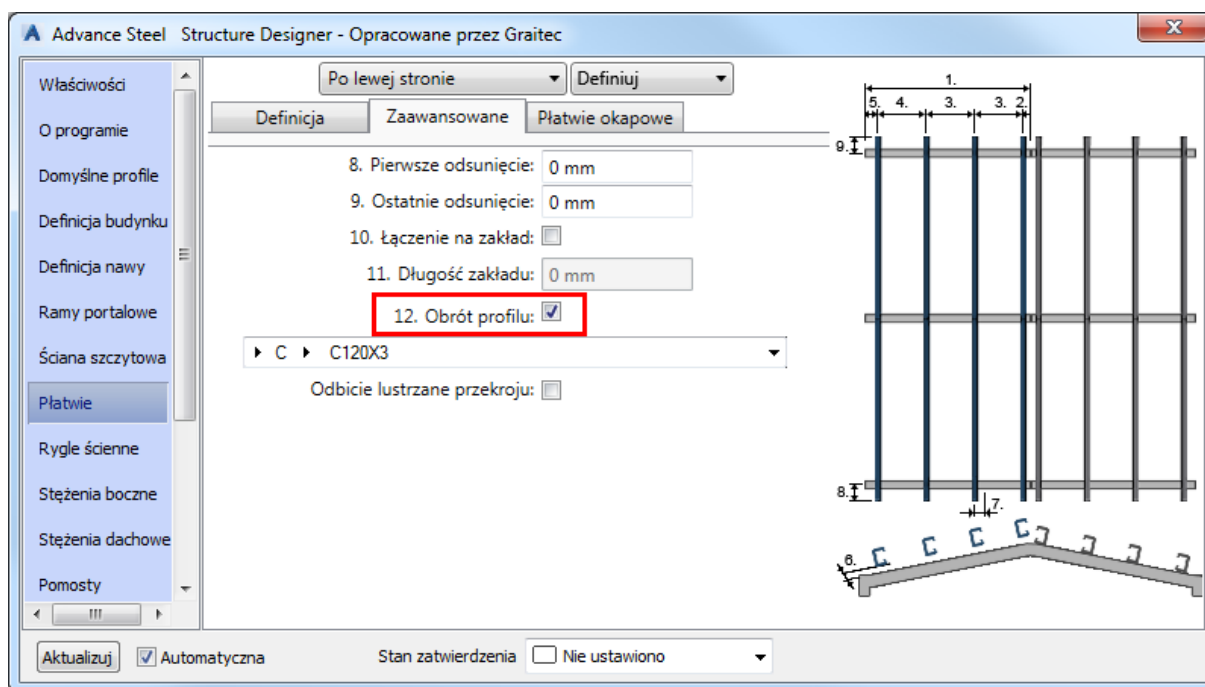 Advance Steel Structure Designer - Opracowane przez Graitec
x
Właściwości
O programie
Domyślne profile
Definicja budynku
Definicja nawy
Ramy portalowe
Ściana szczytowa
Płatwie
Rygle ścienne
Stężenia boczne
Stężenia dachowe
Pomosty
Po lewej stronie
Definiuj
Definicja
Zaawansowane
Płatwie okapowe
8. Pierwsze odsunięcie: 0 mm
9. Ostatnie odsunięcie: 0 mm
10. Łączenie na zakład:
11. Długość zakładu: 0 mm
12. Obrót profilu:
C C120X3
Odbicie lustrzane przekroju:
1.
5. 4. 3. 3. 2.
9.
8.
7.
6.
Aktualizuj
Automatyczna
Stan zatwierdzenia
Nie ustawiono